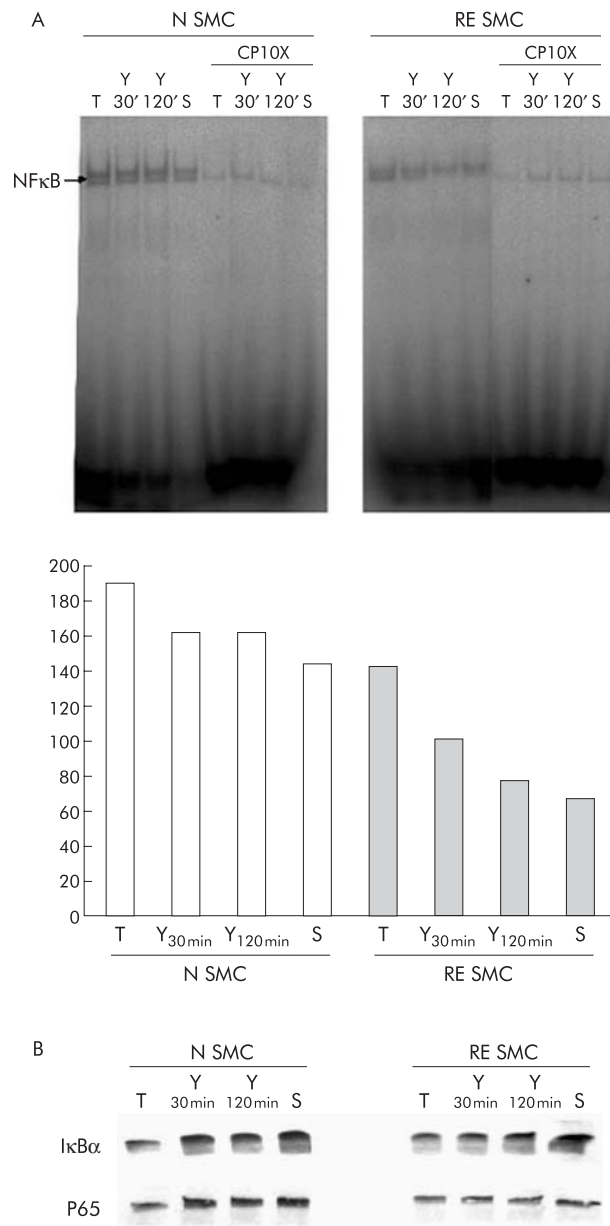 A
N SMC
RE SMC
CP10X
CP10X
Y Y Y Y
T 30′ 120′ S T 30′ 120′ S
Y Y Y Y
T 30′ 120′ S T 30′ 120′ S
NFκB
200
180
160
140
120
100
80
60
40
20
0
T Y30min Y120min S T Y30min Y120min S
N SMC RE SMC
B
N SMC RE SMC
Y Y Y Y
T 30min 120min S T 30min 120min S
IκBα
P65